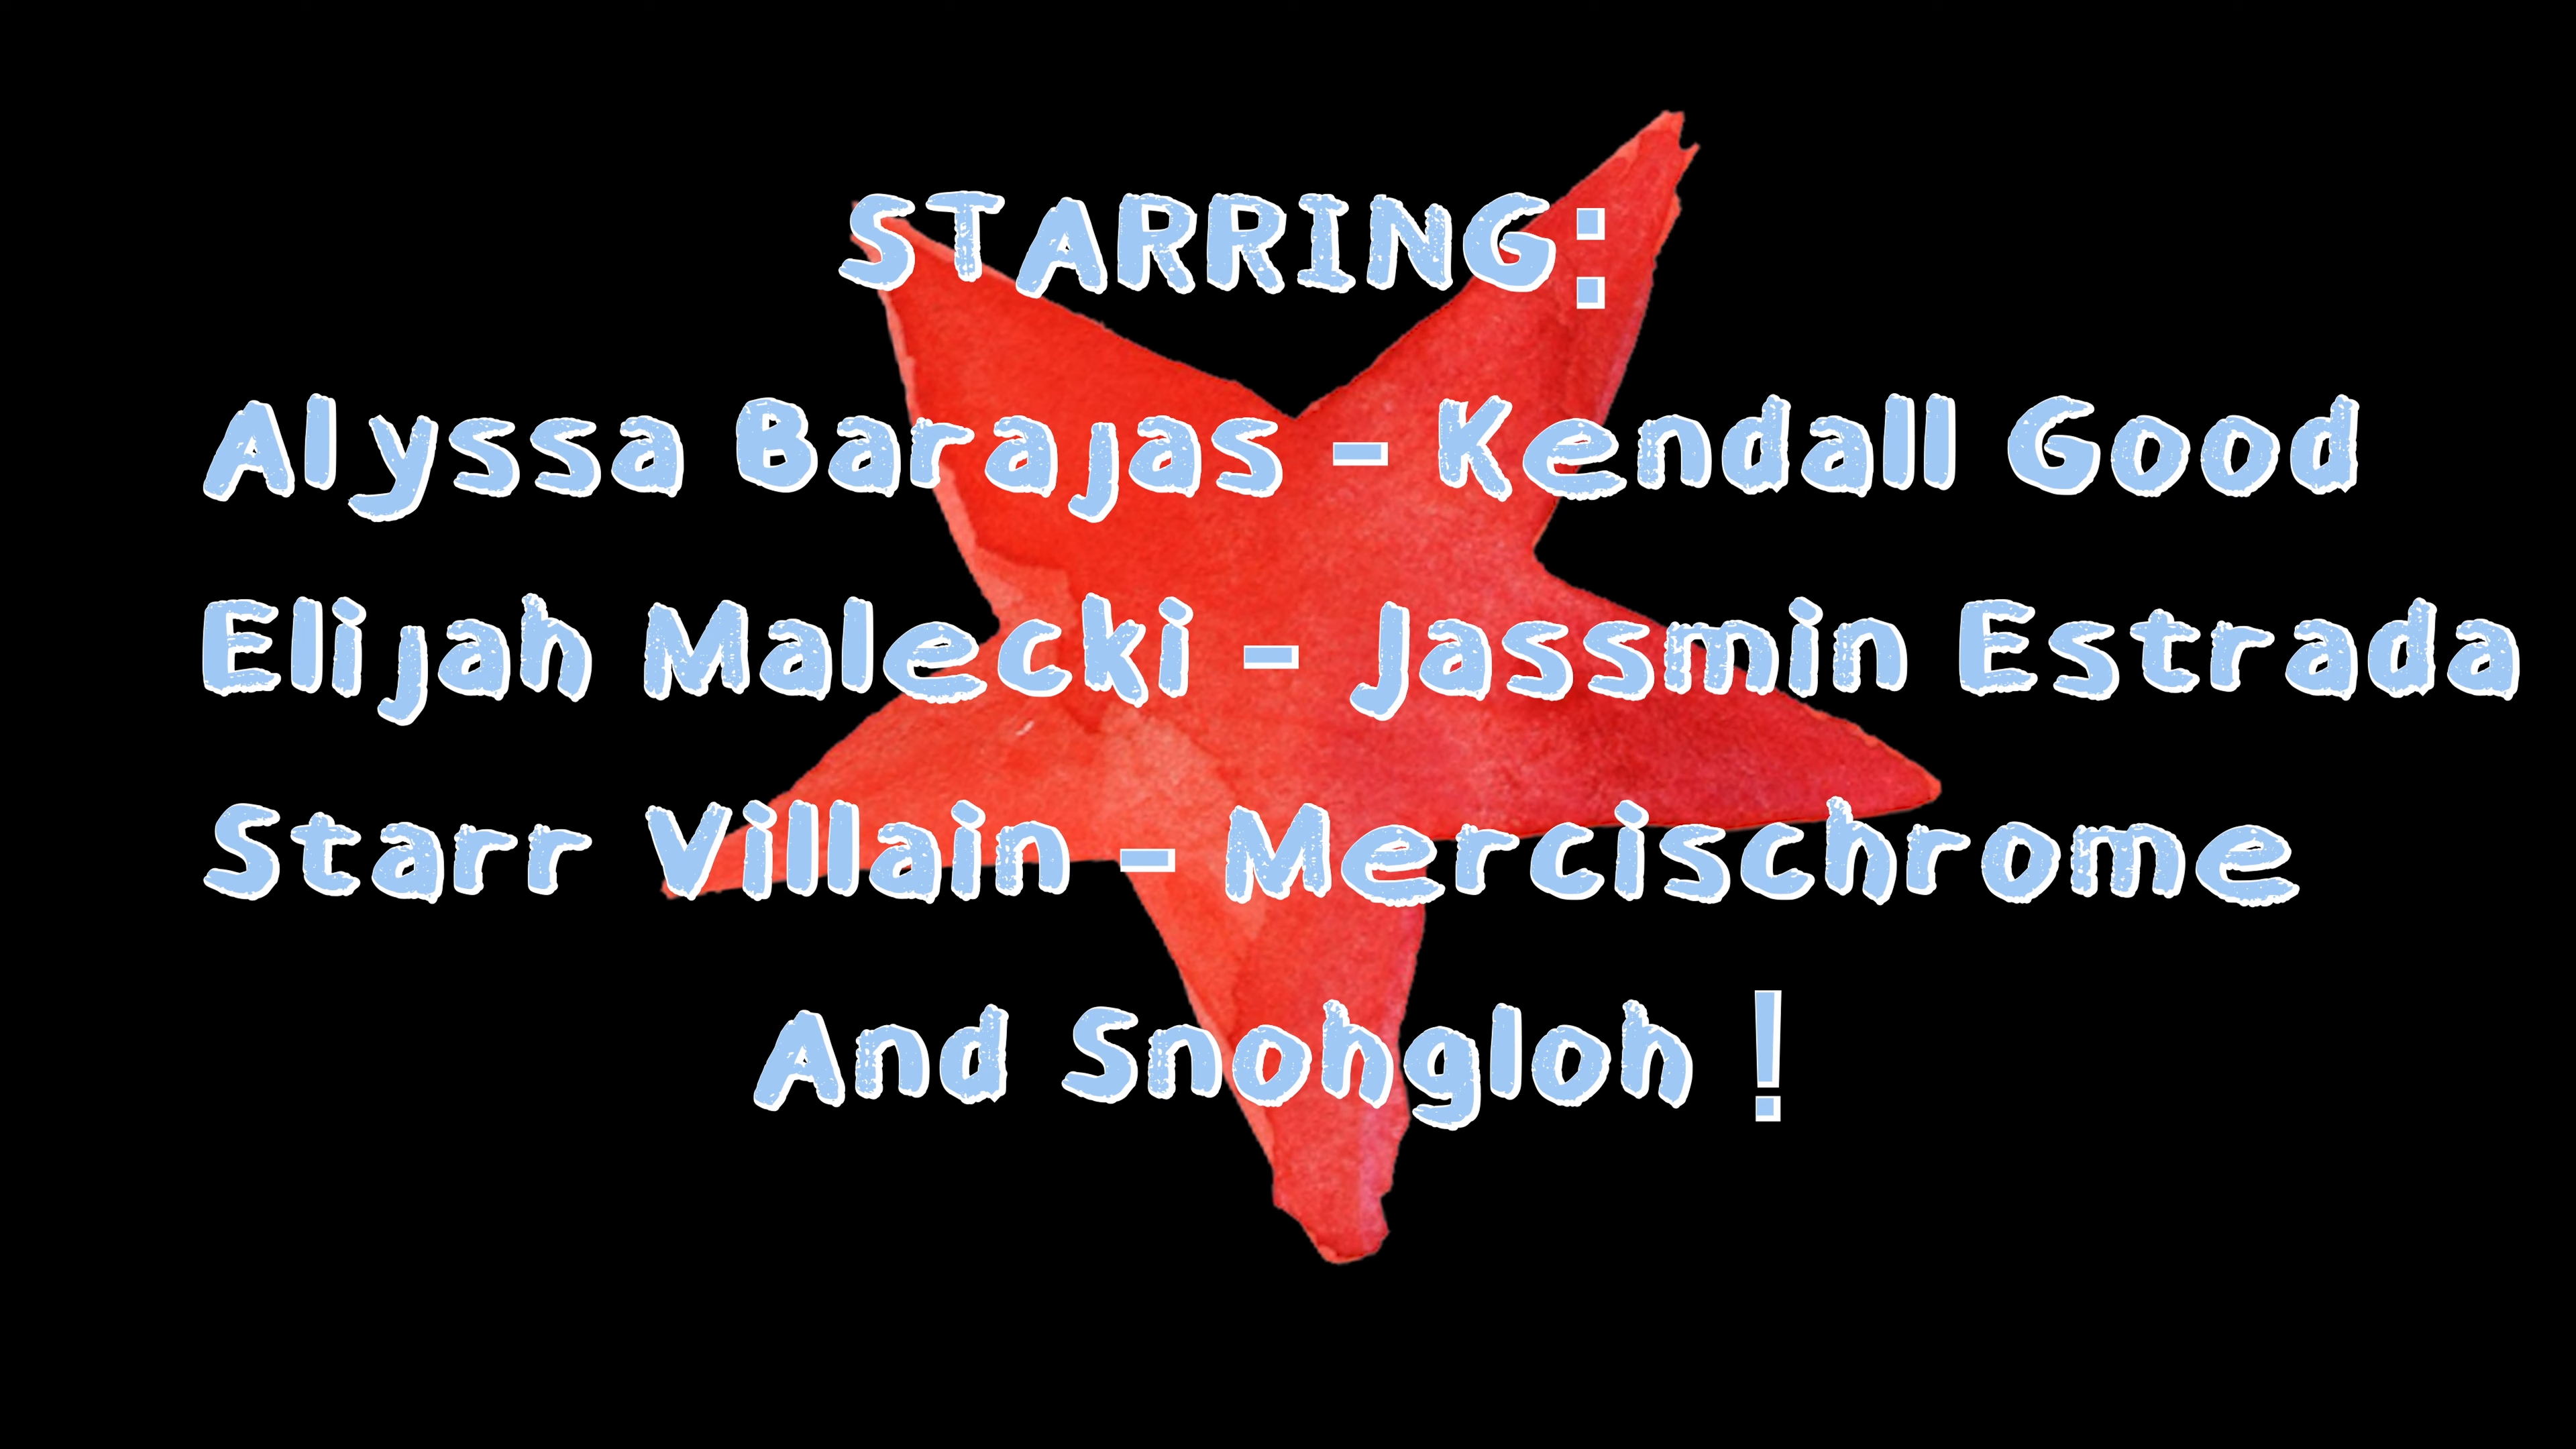 STARRING:
Alyssa Barajas - Kendall Good
Elijah Malecki - Jassmin Estrada
Starr Villain - Mercischrome
And Snohgloh !